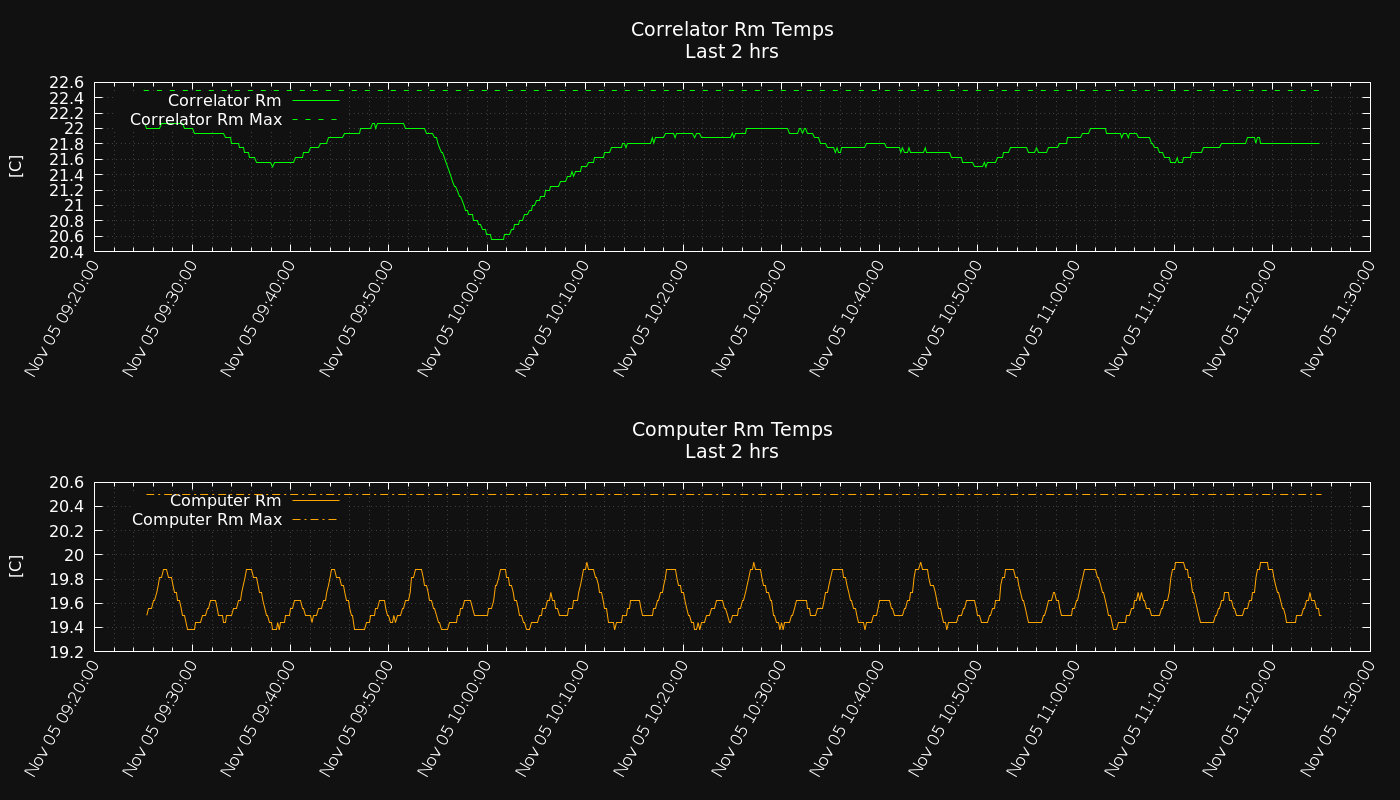 Correlator Rm Temps
Last 2 hrs
22.6
22.4
22.2
22
21.8
21.6
21.4
21.2
21
20.8
20.6
20.4
[C]
Correlator Rm
Correlator Rm Max
Nov 05 09:20:00
Nov 05 09:30:00
Nov 05 09:40:00
Nov 05 09:50:00
Nov 05 10:00:00
Nov 05 10:10:00
Nov 05 10:20:00
Nov 05 10:30:00
Nov 05 10:40:00
Nov 05 10:50:00
Nov 05 11:00:00
Nov 05 11:10:00
Nov 05 11:20:00
Nov 05 11:30:00
Computer Rm Temps
Last 2 hrs
20.6
20.4
20.2
20
19.8
19.6
19.4
19.2
[C]
Computer Rm
Computer Rm Max
Nov 05 09:20:00
Nov 05 09:30:00
Nov 05 09:40:00
Nov 05 09:50:00
Nov 05 10:00:00
Nov 05 10:10:00
Nov 05 10:20:00
Nov 05 10:30:00
Nov 05 10:40:00
Nov 05 10:50:00
Nov 05 11:00:00
Nov 05 11:10:00
Nov 05 11:20:00
Nov 05 11:30:00